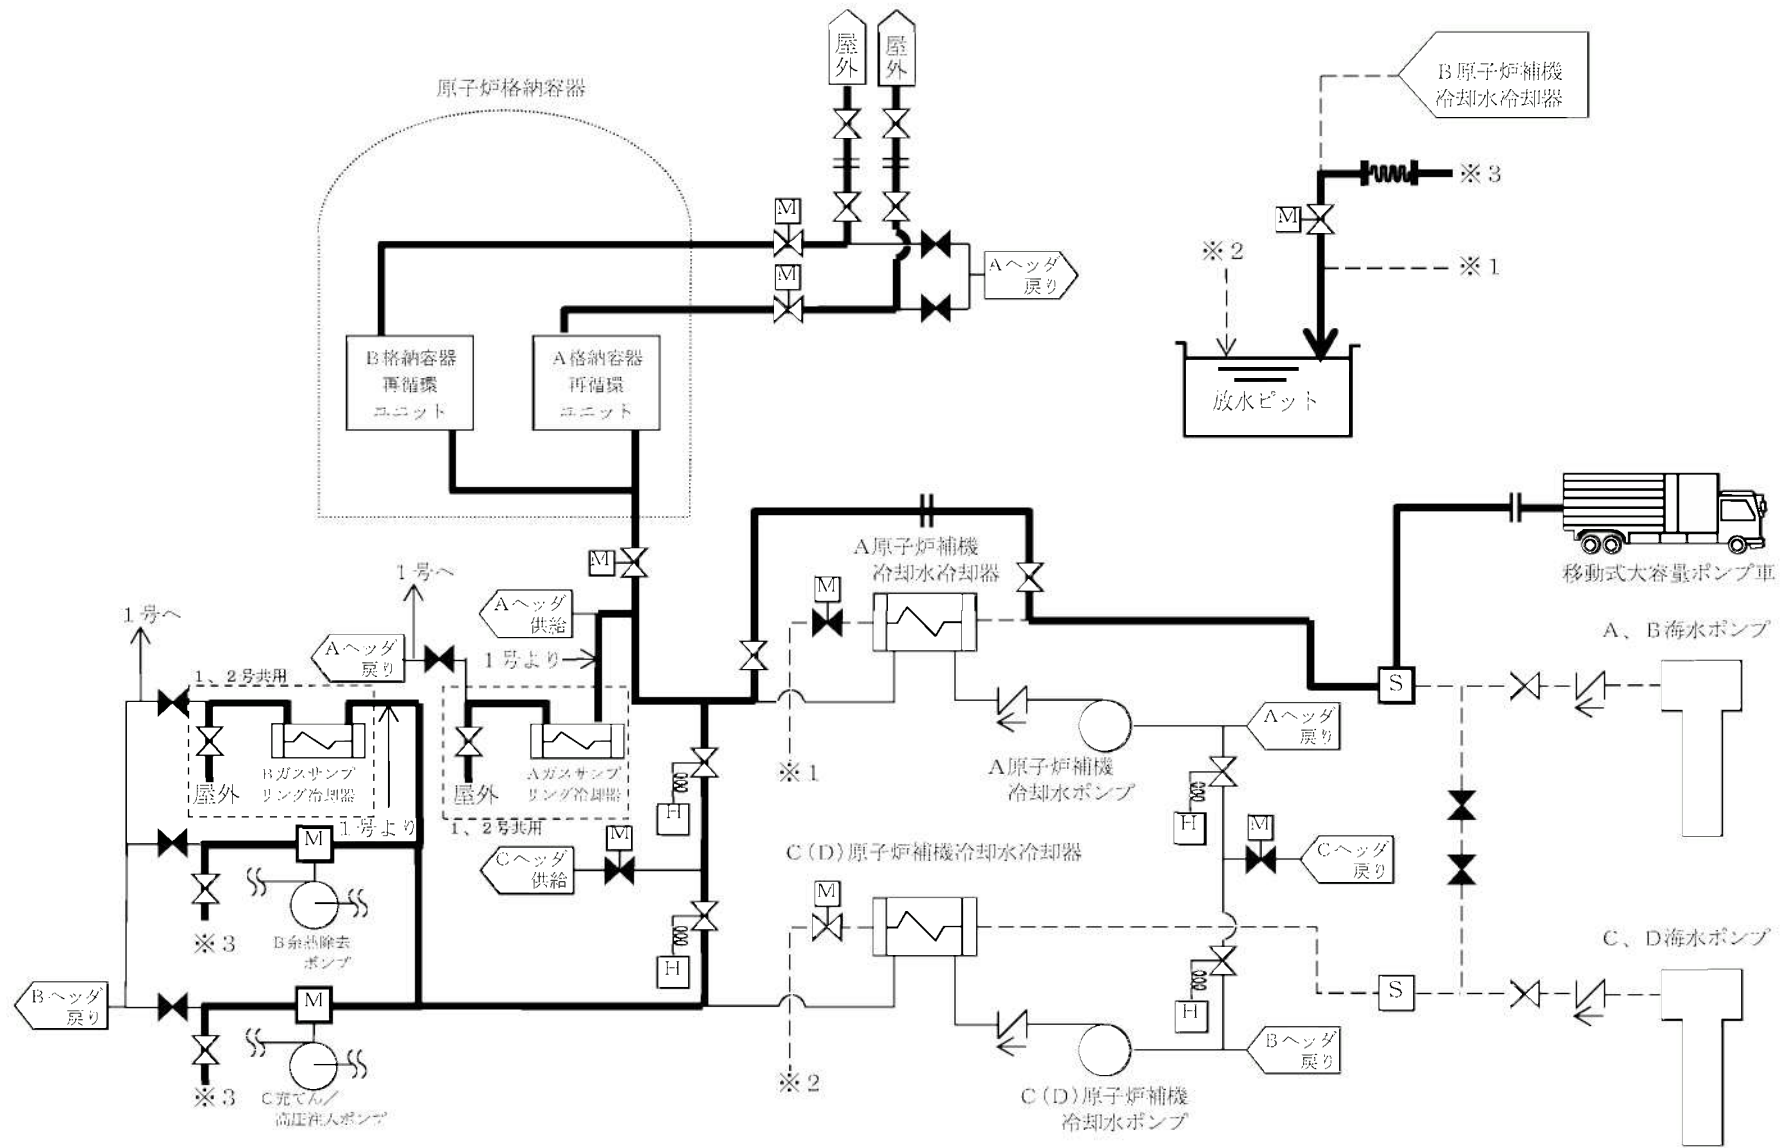 屋外
屋外
B原子炉補機
冷却水冷却器
原子炉格納容器
※3
M
M
※2
※1
M
Aヘッダ
戻り
B格納容器
再循環
ユニット
A格納容器
再循環
ユニット
放水ピット
A原子炉補機
冷却水冷却器
M
移動式大容量ポンプ車
1号へ
1号へ
Aヘッダ
供給
M
A、B海水ポンプ
Aヘッダ
戻り
1号より
1、2号共用
S
Aヘッダ
戻り
Bガスサンプ
リング冷却器
屋外
Aガスサンプ
リング冷却器
屋外
※1
A原子炉補機
冷却水ポンプ
H
H
1号より
1、2号共用
M
M
M
Cヘッダ
供給
C(D)原子炉補機冷却水冷却器
Cヘッダ
戻り
M
※3
B余熱除去
ポンプ
C、D海水ポンプ
H
H
S
Bヘッダ
戻り
M
Bヘッダ
戻り
※3
C充てん/
高圧注入ポンプ
※2
C(D)原子炉補機
冷却水ポンプ